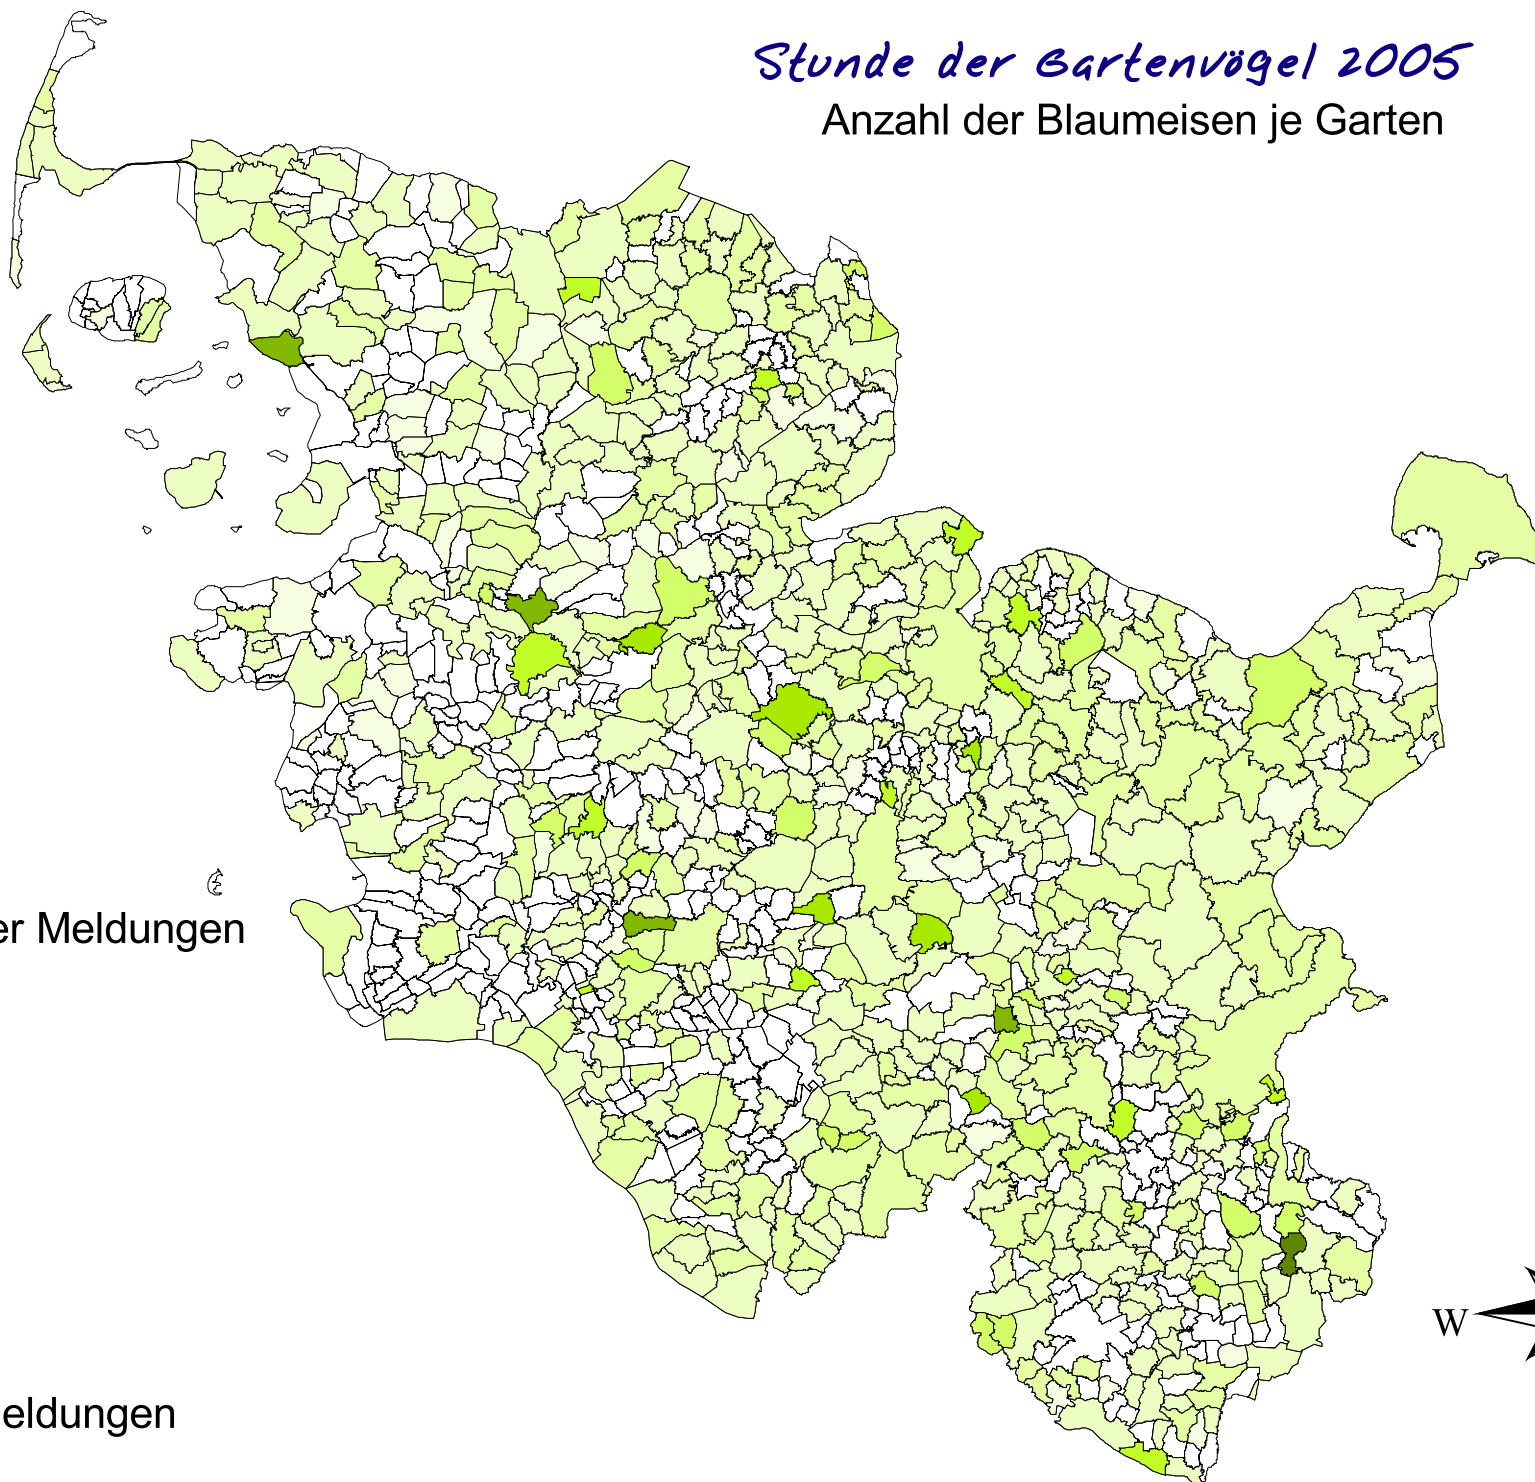 Stunde der Gartenvögel 2005
Anzahl der Blaumeisen je Garten
er Meldungen
W
eldungen